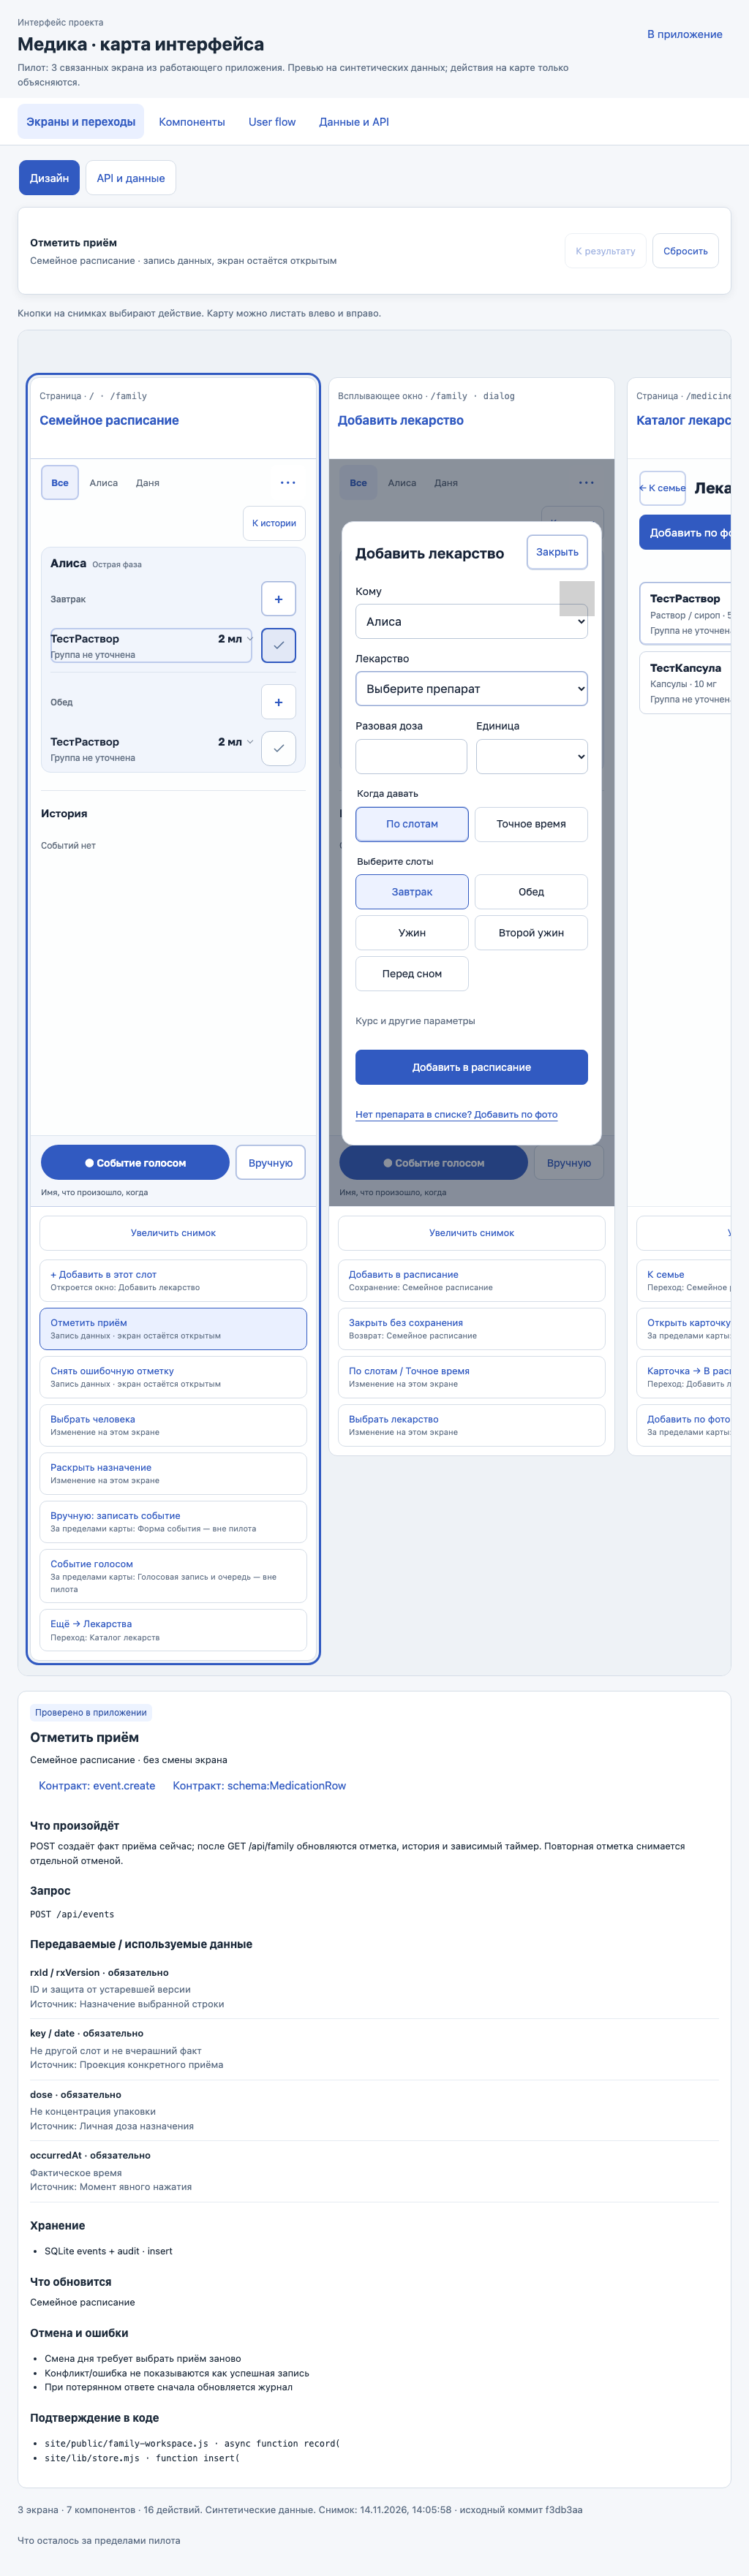 Интерфейс проекта
Медика · карта интерфейса
В приложение
Пилот: 3 связанных экрана из работающего приложения. Превью на синтетических данных; действия на карте только
объясняются.
Экраны и переходы
Компоненты
User flow
Данные и API
Дизайн
API и данные
Отметить приём
Семейное расписание · запись данных, экран остаётся открытым
К результату
Сбросить
Кнопки на снимках выбирают действие. Карту можно листать влево и вправо.
Страница · / · /family
Семейное расписание
Все
Алиса
Даня
К истории
Алиса Острая фаза
Завтрак
+
ТестРаствор
2 мл
Группа не уточнена
Обед
+
ТестРаствор
2 мл
Группа не уточнена
История
Событий нет
Событие голосом
Вручную
Имя, что произошло, когда
Увеличить снимок
+ Добавить в этот слот
Откроется окно: Добавить лекарство
Отметить приём
Запись данных · экран остаётся открытым
Снять ошибочную отметку
Запись данных · экран остаётся открытым
Выбрать человека
Изменение на этом экране
Раскрыть назначение
Изменение на этом экране
Вручную: записать событие
За пределами карты: Форма события — вне пилота
Событие голосом
За пределами карты: Голосовая запись и очередь — вне
пилота
Ещё → Лекарства
Переход: Каталог лекарств
Всплывающее окно · /family · dialog
Добавить лекарство
Все
Алиса
Даня
Добавить лекарство
Закрыть
Кому
Алиса
Лекарство
Выберите препарат
Разовая доза
Единица
Когда давать
По слотам
Точное время
Выберите слоты
Завтрак
Обед
Ужин
Второй ужин
Перед сном
Курс и другие параметры
Добавить в расписание
Нет препарата в списке? Добавить по фото
Событие голосом
Вручную
Имя, что произошло, когда
Увеличить снимок
Добавить в расписание
Сохранение: Семейное расписание
Закрыть без сохранения
Возврат: Семейное расписание
По слотам / Точное время
Изменение на этом экране
Выбрать лекарство
Изменение на этом экране
Страница · /medicine
Каталог лекарс
← К семье
Лека
Добавить по фо
ТестРаствор
Раствор / сироп · 5
Группа не уточнена
ТестКапсула
Капсулы · 10 мг
Группа не уточнена
К семье
Переход: Семейное
Открыть карточку
За пределами карты:
Карточка → В рас
Переход: Добавить л
Добавить по фото
За пределами карты:
Проверено в приложении
Отметить приём
Семейное расписание · без смены экрана
Контракт: event.create
Контракт: schema:MedicationRow
Что произойдёт
POST создаёт факт приёма сейчас; после GET /api/family обновляются отметка, история и зависимый таймер. Повторная отметка снимается
отдельной отменой.
Запрос
POST /api/events
Передаваемые / используемые данные
rxId / rxVersion · обязательно
ID и защита от устаревшей версии
Источник: Назначение выбранной строки
key / date · обязательно
Не другой слот и не вчерашний факт
Источник: Проекция конкретного приёма
dose · обязательно
Не концентрация упаковки
Источник: Личная доза назначения
occurredAt · обязательно
Фактическое время
Источник: Момент явного нажатия
Хранение
• SQLite events + audit · insert
Что обновится
Семейное расписание
Отмена и ошибки
• Смена дня требует выбрать приём заново
• Конфликт/ошибка не показываются как успешная запись
• При потерянном ответе сначала обновляется журнал
Подтверждение в коде
• site/public/family-workspace.js · async function record(
• site/lib/store.mjs · function insert(
3 экрана · 7 компонентов · 16 действий. Синтетические данные. Снимок: 14.11.2026, 14:05:58 · исходный коммит f3db3aa
Что осталось за пределами пилота